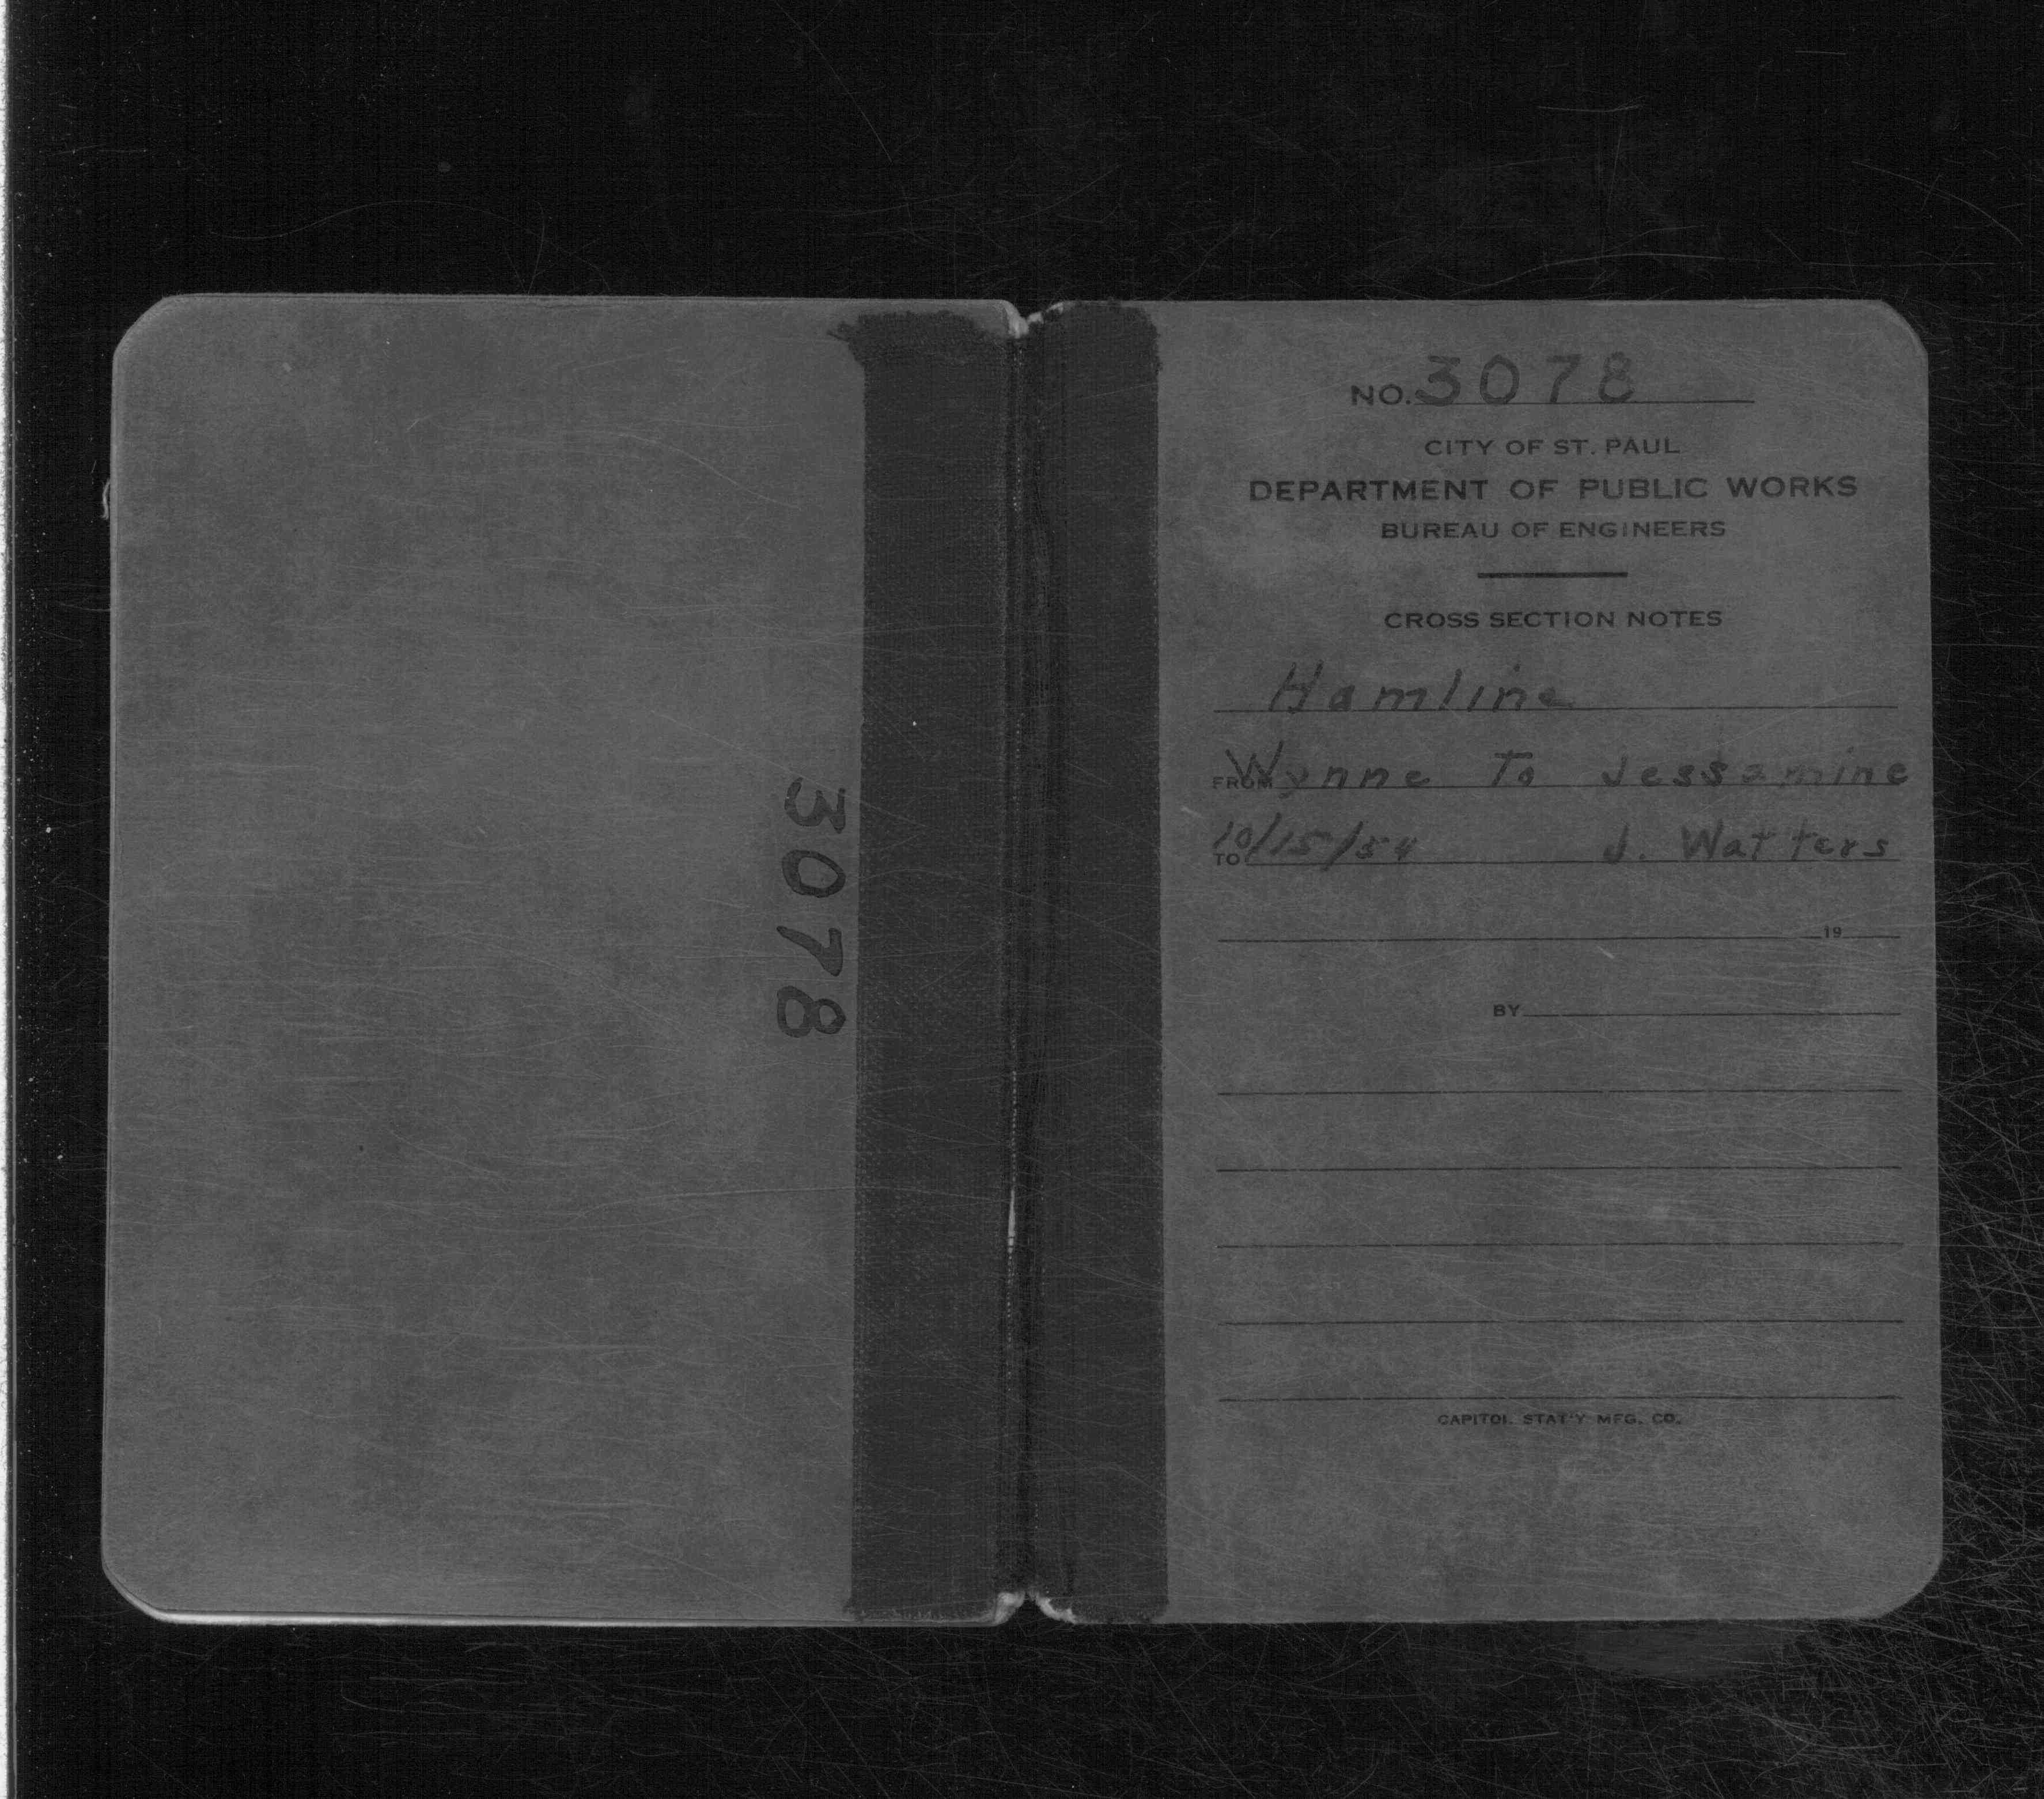 3078
NO. 3078
CITY OF ST. PAUL
DEPARTMENT OF PUBLIC WORKS
BUREAU OF ENGINEERS
CROSS SECTION NOTES
Hamline
FROM Wynne To Jessamine
TO 10/15/54 J. Watters
19
BY
CAPITOL STAT'Y MFG. CO.